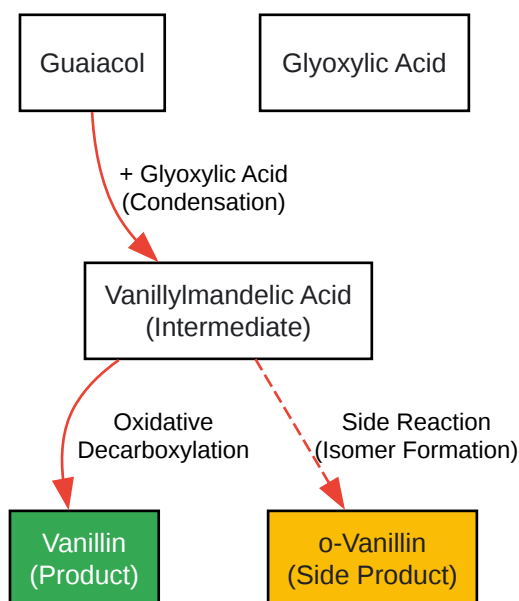 Guaiacol
Glyoxylic Acid
+ Glyoxylic Acid
(Condensation)
Vanillylmandelic Acid
(Intermediate)
Oxidative
Decarboxylation
Side Reaction
(Isomer Formation)
Vanillin
(Product)
o-Vanillin
(Side Product)